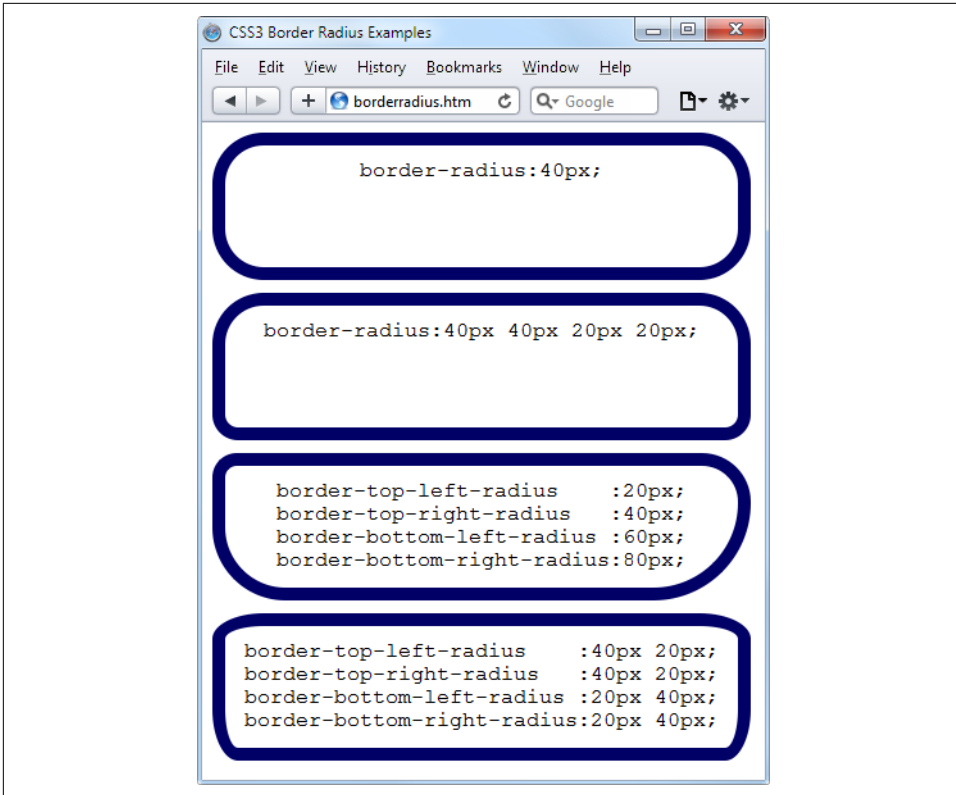 CSS3 Border Radius Examples
File Edit View History Bookmarks Window Help
borderradius.htm Google
border-radius:40px;
border-radius:40px 40px 20px 20px;
border-top-left-radius    :20px;
border-top-right-radius   :40px;
border-bottom-left-radius :60px;
border-bottom-right-radius:80px;
border-top-left-radius    :40px 20px;
border-top-right-radius   :40px 20px;
border-bottom-left-radius :20px 40px;
border-bottom-right-radius:20px 40px;